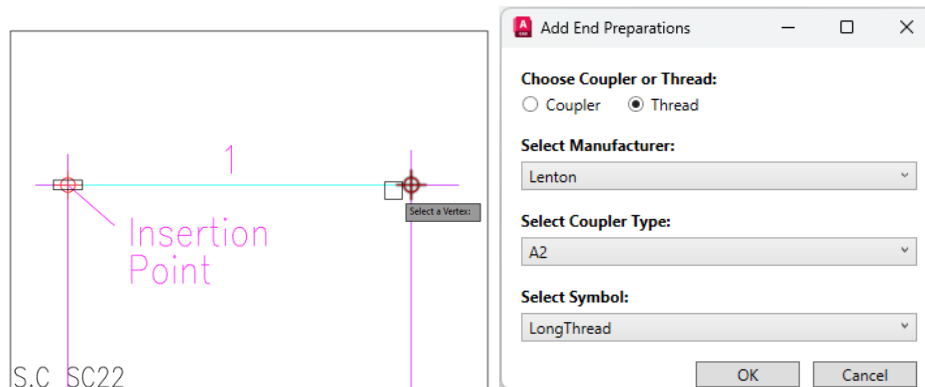 1
Select a Vertex:
Insertion
Point
S.C SC22
Add End Preparations
Choose Coupler or Thread:
Coupler Thread
Select Manufacturer:
Lenton
Select Coupler Type:
A2
Select Symbol:
LongThread
OK Cancel